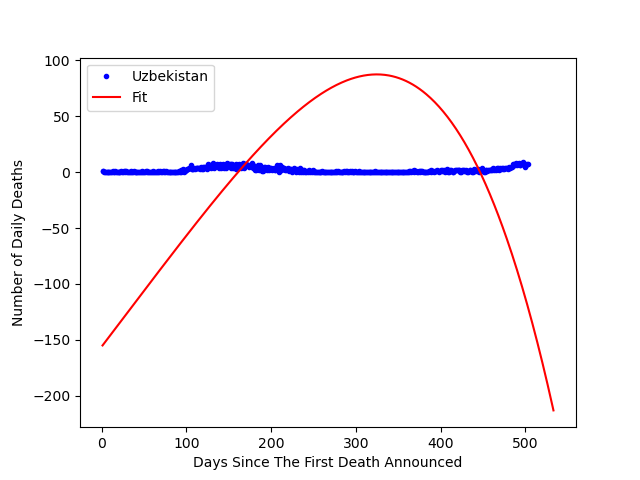 Uzbekistan
Fit
100
50
0
−50
−100
−150
−200
Number of Daily Deaths
0 100 200 300 400 500
Days Since The First Death Announced